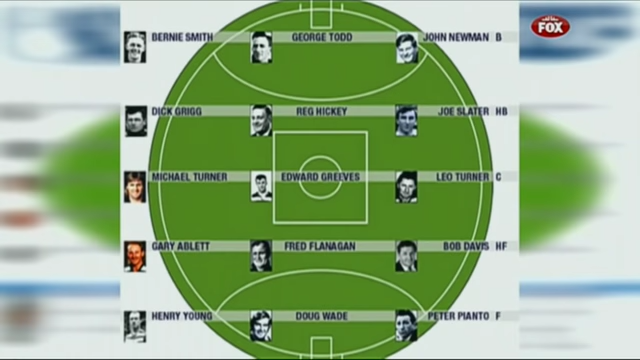 BERNIE SMITH GEORGE TODD JOHN NEWMAN B
FOX
DICK GRIGG REG HICKEY JOE SLATER HB
MICHAEL TURNER EDWARD GREEVES LEO TURNER C
GARY ABLETT FRED FLANAGAN BOB DAVIS HF
HENRY YOUNG DOUG WADE PETER PIANTO F